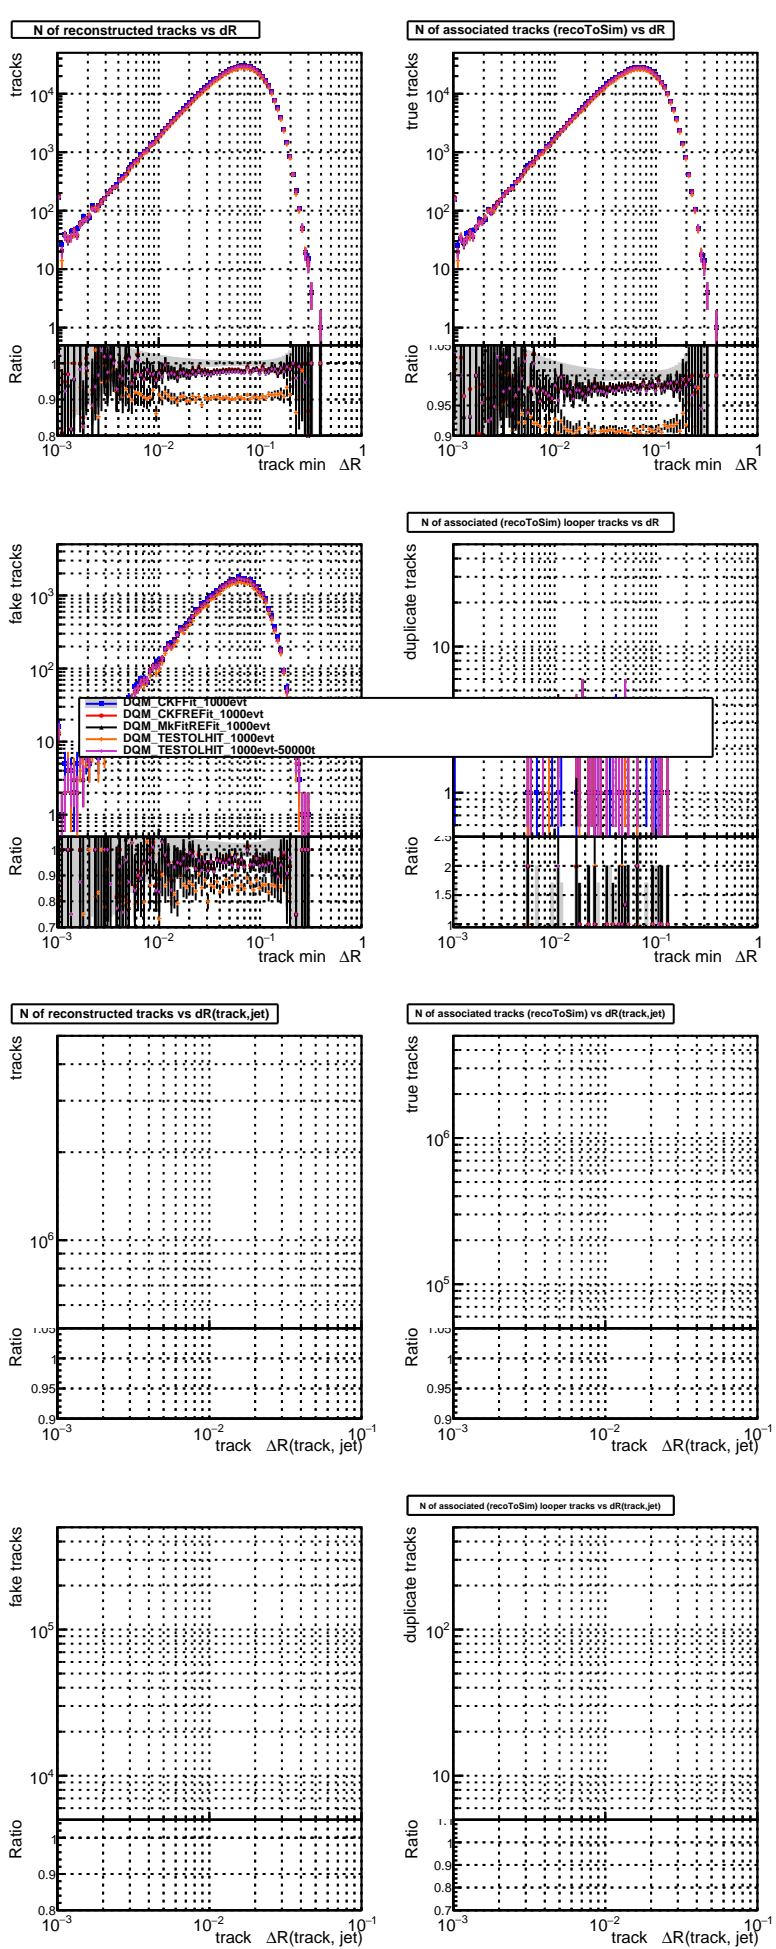 N of reconstructed tracks vs dR
N of associated tracks (recoToSim) vs dR
tracks
10⁴
10³
10²
10
1
Ratio
1
0.9
0.8
10⁻³
10⁻²
10⁻¹
1
track min ΔR
true tracks
10⁴
10³
10²
10
1
Ratio
1.05
1
0.95
0.9
10⁻³
10⁻²
10⁻¹
1
track min ΔR
N of associated (recoToSim) looper tracks vs dR
fake tracks
10³
10²
10
1
duplicate tracks
10
1
DQM_CKFFit_1000evt
DQM_CKFREFit_1000evt
DQM_MkFitREFit_1000evt
DQM_TESTOLHIT_1000evt
DQM_TESTOLHIT_1000evt-50000t
Ratio
1
0.9
0.8
0.7
10⁻³
10⁻²
10⁻¹
1
track min ΔR
Ratio
2.5
2
1.5
1
10⁻³
10⁻²
10⁻¹
1
track min ΔR
N of reconstructed tracks vs dR(track,jet)
N of associated tracks (recoToSim) vs dR(track,jet)
tracks
10⁶
Ratio
1.05
1
0.95
0.9
10⁻³
10⁻²
10⁻¹
track ΔR(track, jet)
true tracks
10⁶
10⁵
Ratio
1.05
1
0.95
0.9
10⁻³
10⁻²
10⁻¹
track ΔR(track, jet)
N of associated (recoToSim) looper tracks vs dR(track,jet)
fake tracks
10⁵
10⁴
Ratio
1
0.9
0.8
10⁻³
10⁻²
10⁻¹
track ΔR(track, jet)
duplicate tracks
10²
10
Ratio
1.1
1
0.9
0.8
0.7
10⁻³
10⁻²
10⁻¹
track ΔR(track, jet)